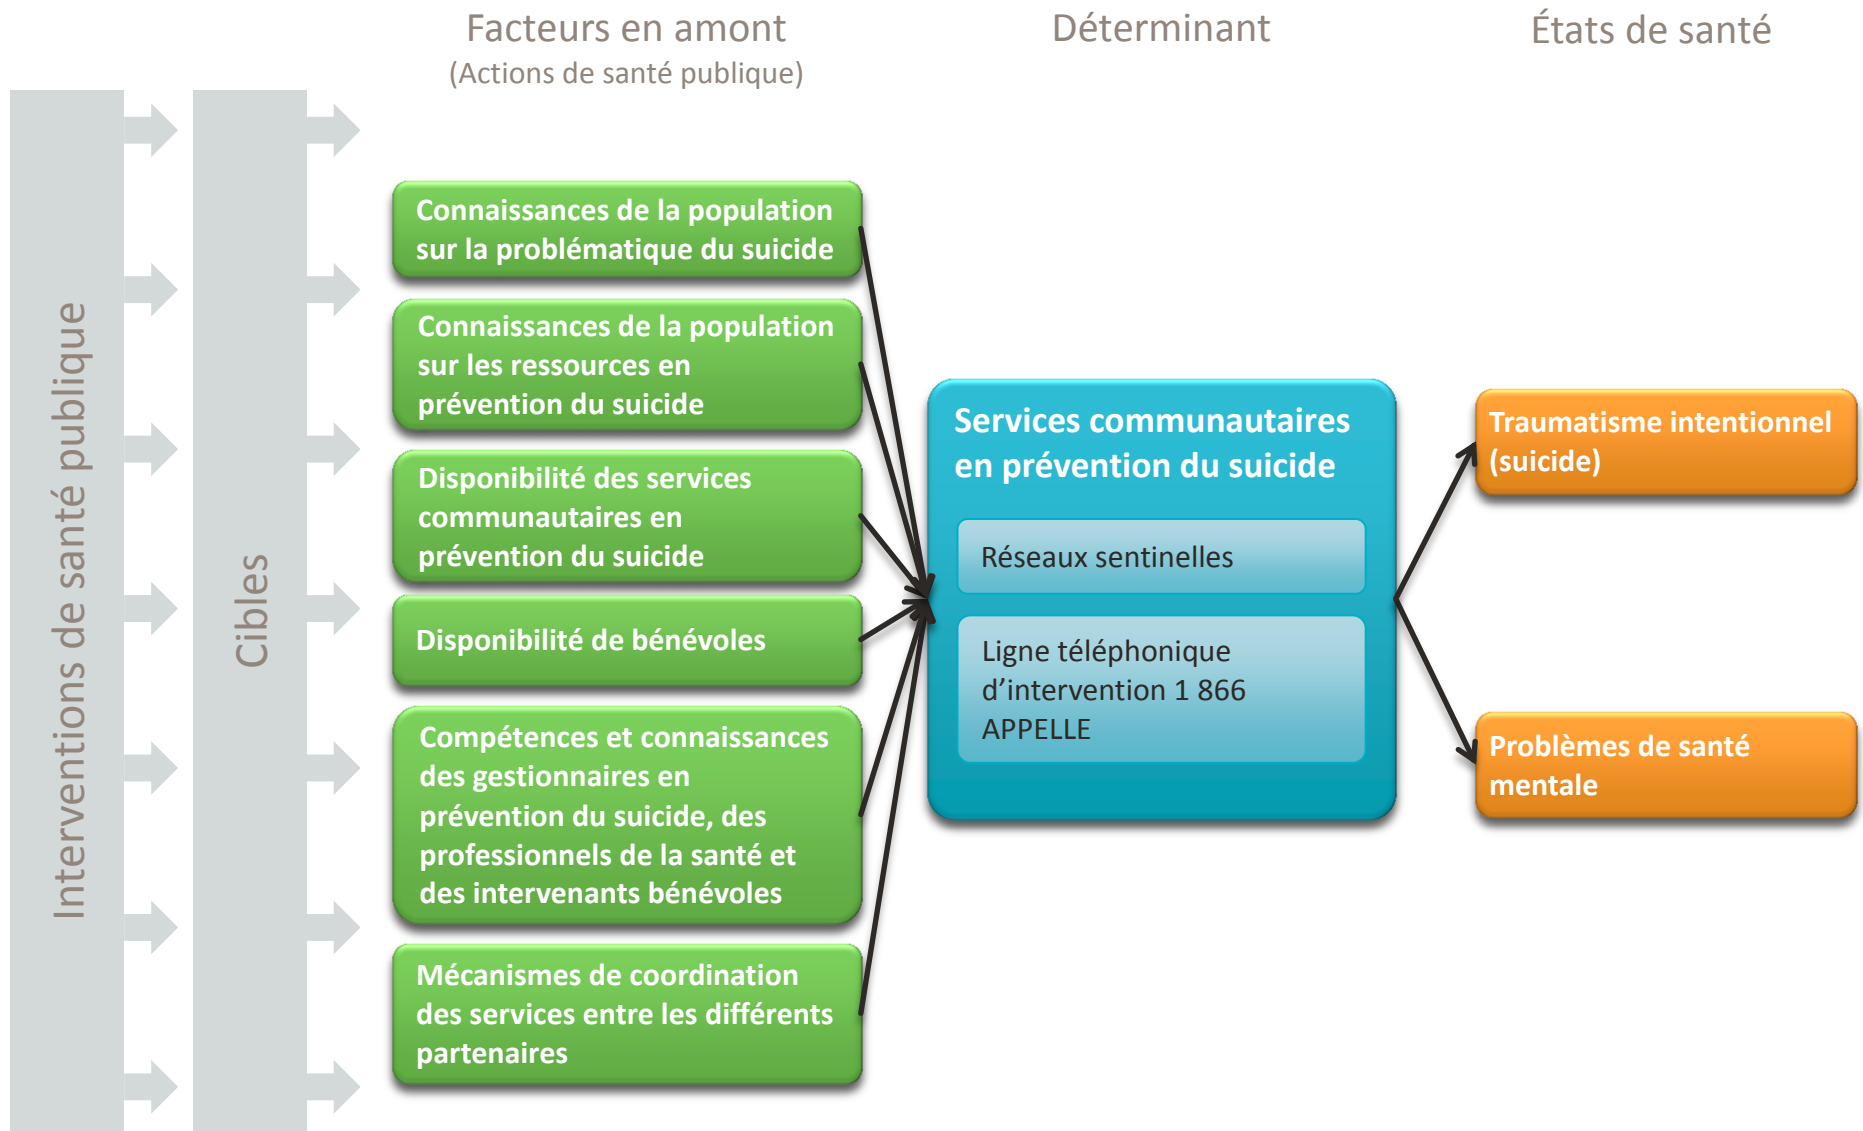 Facteurs en amont
(Actions de santé publique)
Déterminant
États de santé
Interventions de santé publique
Cibles
Connaissances de la population
sur la problématique du suicide
Connaissances de la population
sur les ressources en
prévention du suicide
Disponibilité des services
communautaires en
prévention du suicide
Disponibilité de bénévoles
Compétences et connaissances
des gestionnaires en
prévention du suicide, des
professionnels de la santé et
des intervenants bénévoles
Mécanismes de coordination
des services entre les différents
partenaires
Services communautaires
en prévention du suicide
Réseaux sentinelles
Ligne téléphonique
d’intervention 1 866
APPELLE
Traumatisme intentionnel
(suicide)
Problèmes de santé
mentale